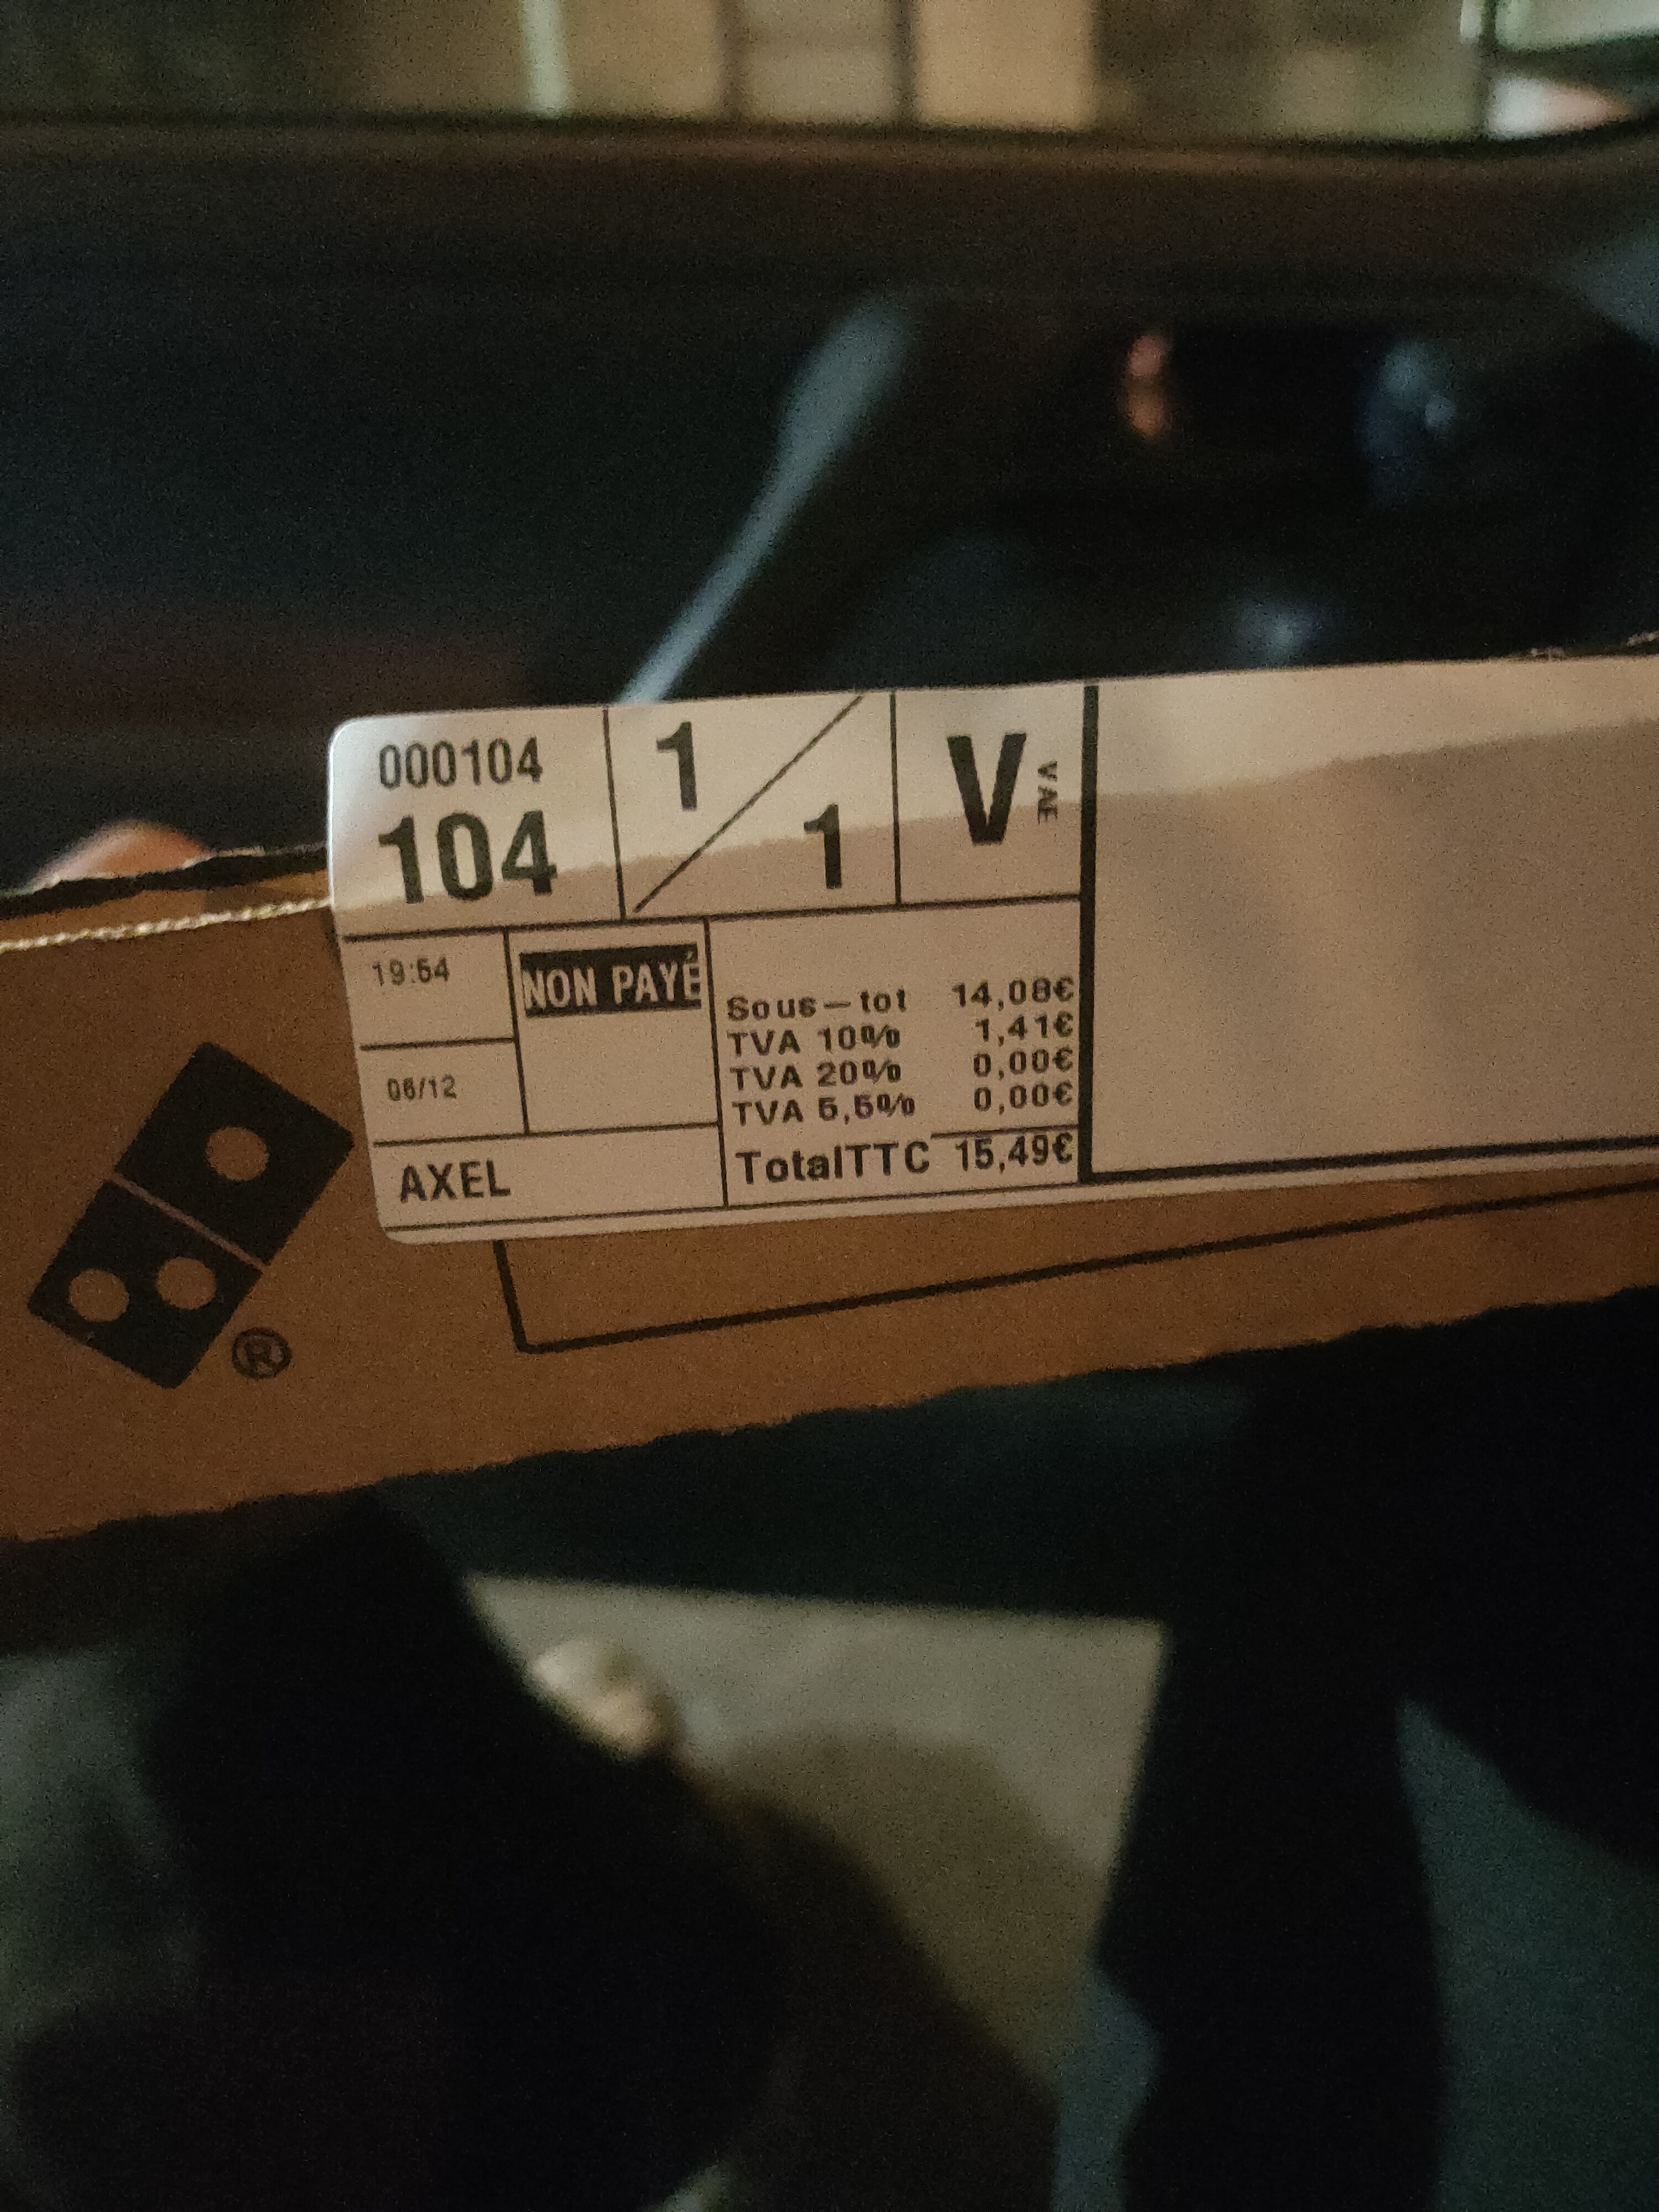 000104
104
1
1
V
VAE
19:54
NON PAYÉ
06/12
AXEL
Sous-tot 14,08€
TVA 10% 1,41€
TVA 20% 0,00€
TVA 5,5% 0,00€
TotalTTC 15,49€
®